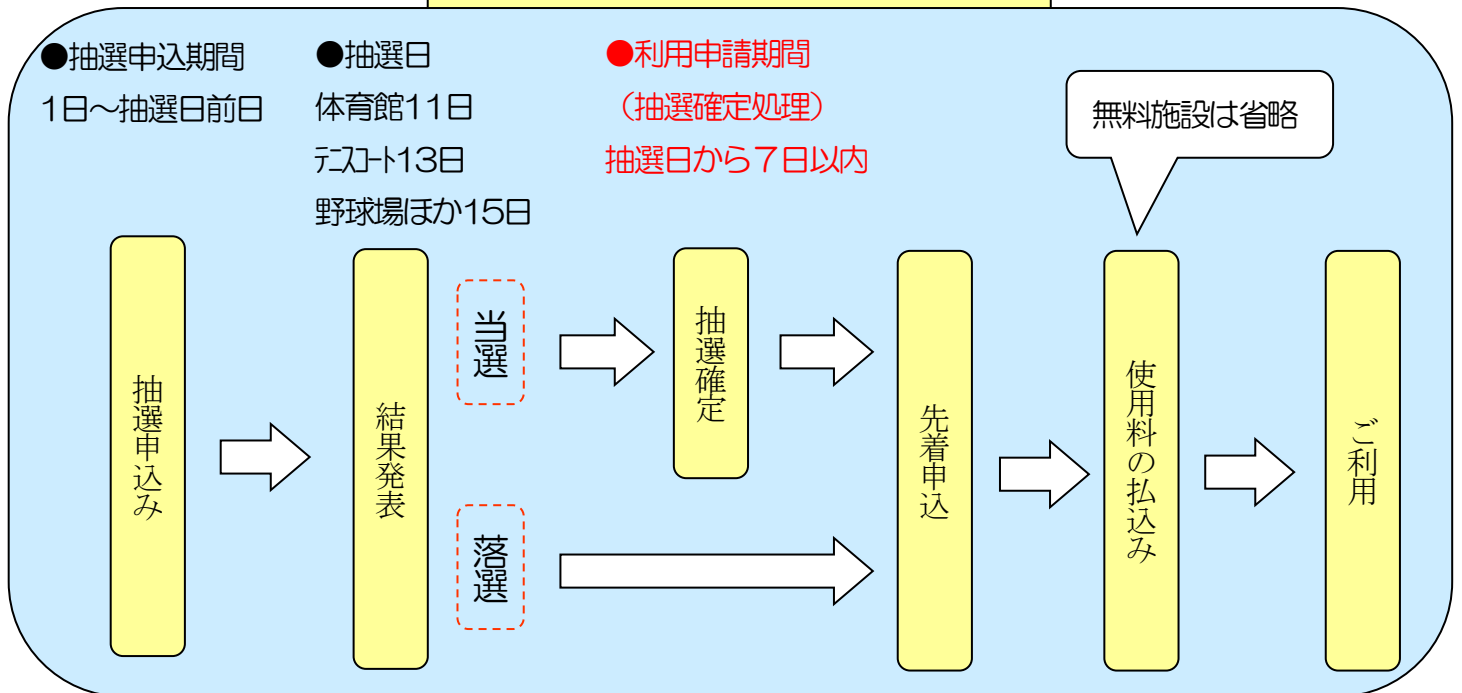 ●抽選申込期間
1日～抽選日前日
●抽選日
体育館11日
テニスコート13日
野球場ほか15日
●利用申請期間
（抽選確定処理）
抽選日から７日以内
無料施設は省略
抽選申込み
結果発表
当選
落選
抽選確定
先着申込
使用料の払込み
ご利用